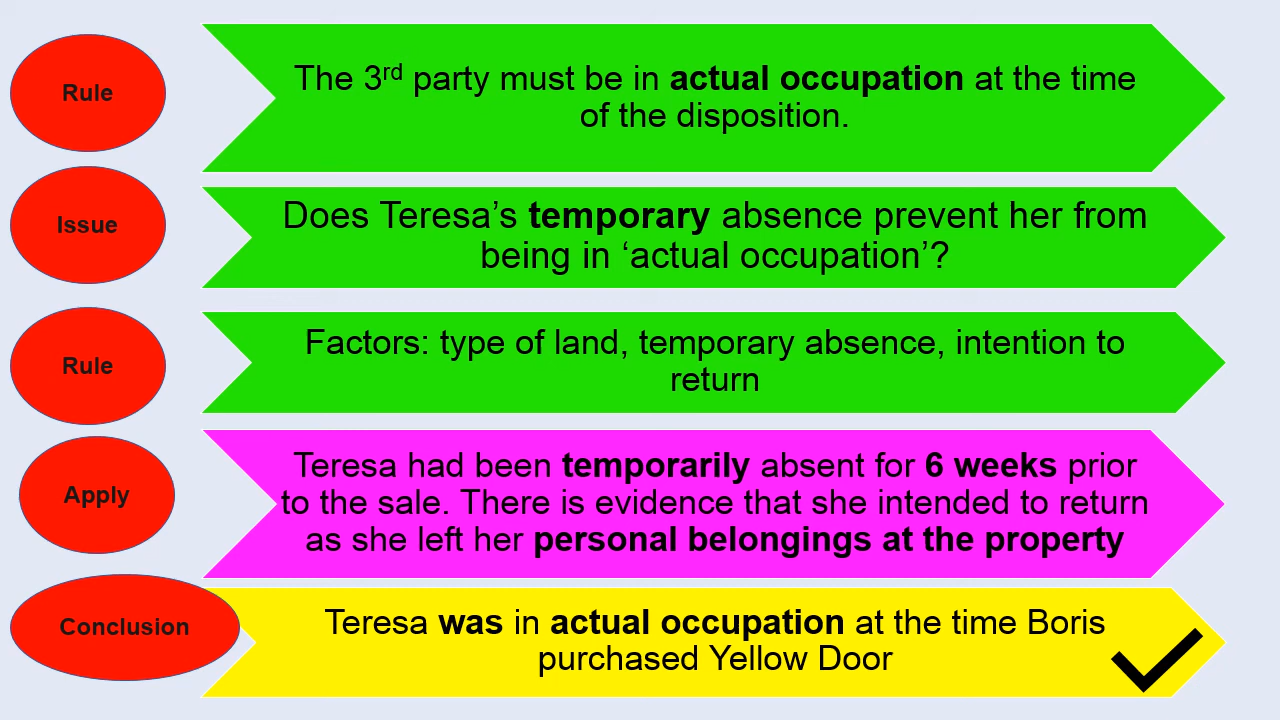 Rule
The 3rd party must be in actual occupation at the time
of the disposition.
Issue
Does Teresa’s temporary absence prevent her from
being in ‘actual occupation’?
Rule
Factors: type of land, temporary absence, intention to
return
Apply
Teresa had been temporarily absent for 6 weeks prior
to the sale. There is evidence that she intended to return
as she left her personal belongings at the property
Conclusion
Teresa was in actual occupation at the time Boris
purchased Yellow Door